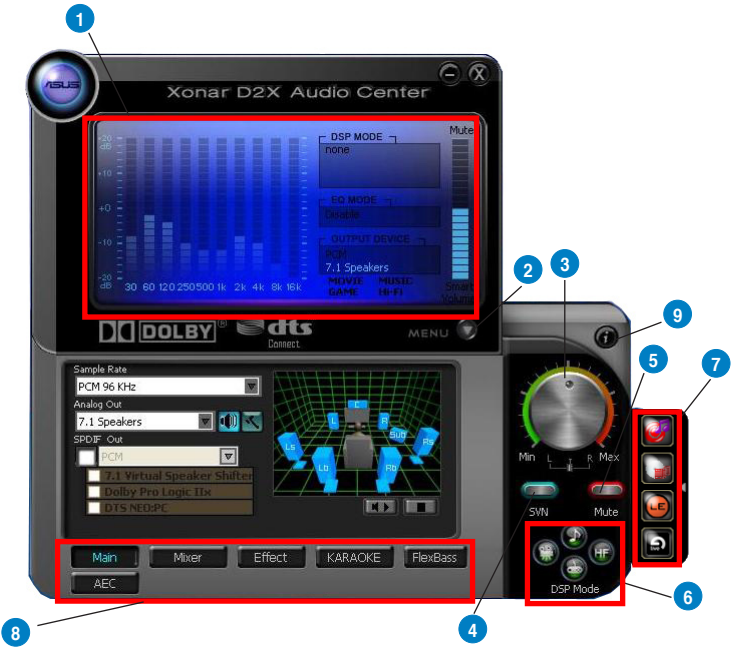 1
ASUS
Xonar D2X Audio Center
+20
dB
+10
+0
-10
-20
dB
30 60 120 250 500 1k 2k 4k 8k 16k
DSP MODE
none
EQ MODE
Disable
OUTPUT DEVICE
PCM
7.1 Speakers
MOVIE MUSIC
GAME Hi-Fi
Mute
Smart
Volume
DOLBY®
dts
Connect
MENU
2
3
9
5
7
Sample Rate
PCM 96 KHz
Analog Out
7.1 Speakers
SPDIF Out
PCM
7.1 Virtual Speaker Shifter
Dolby Pro Logic IIx
DTS NEO:PC
C
L
R
Sub
Ls
Rs
Lb
Rb
i
Min L R Max
SVN Mute
LE
live
HF
DSP Mode
Main Mixer Effect KARAOKE FlexBass
AEC
8
4
6